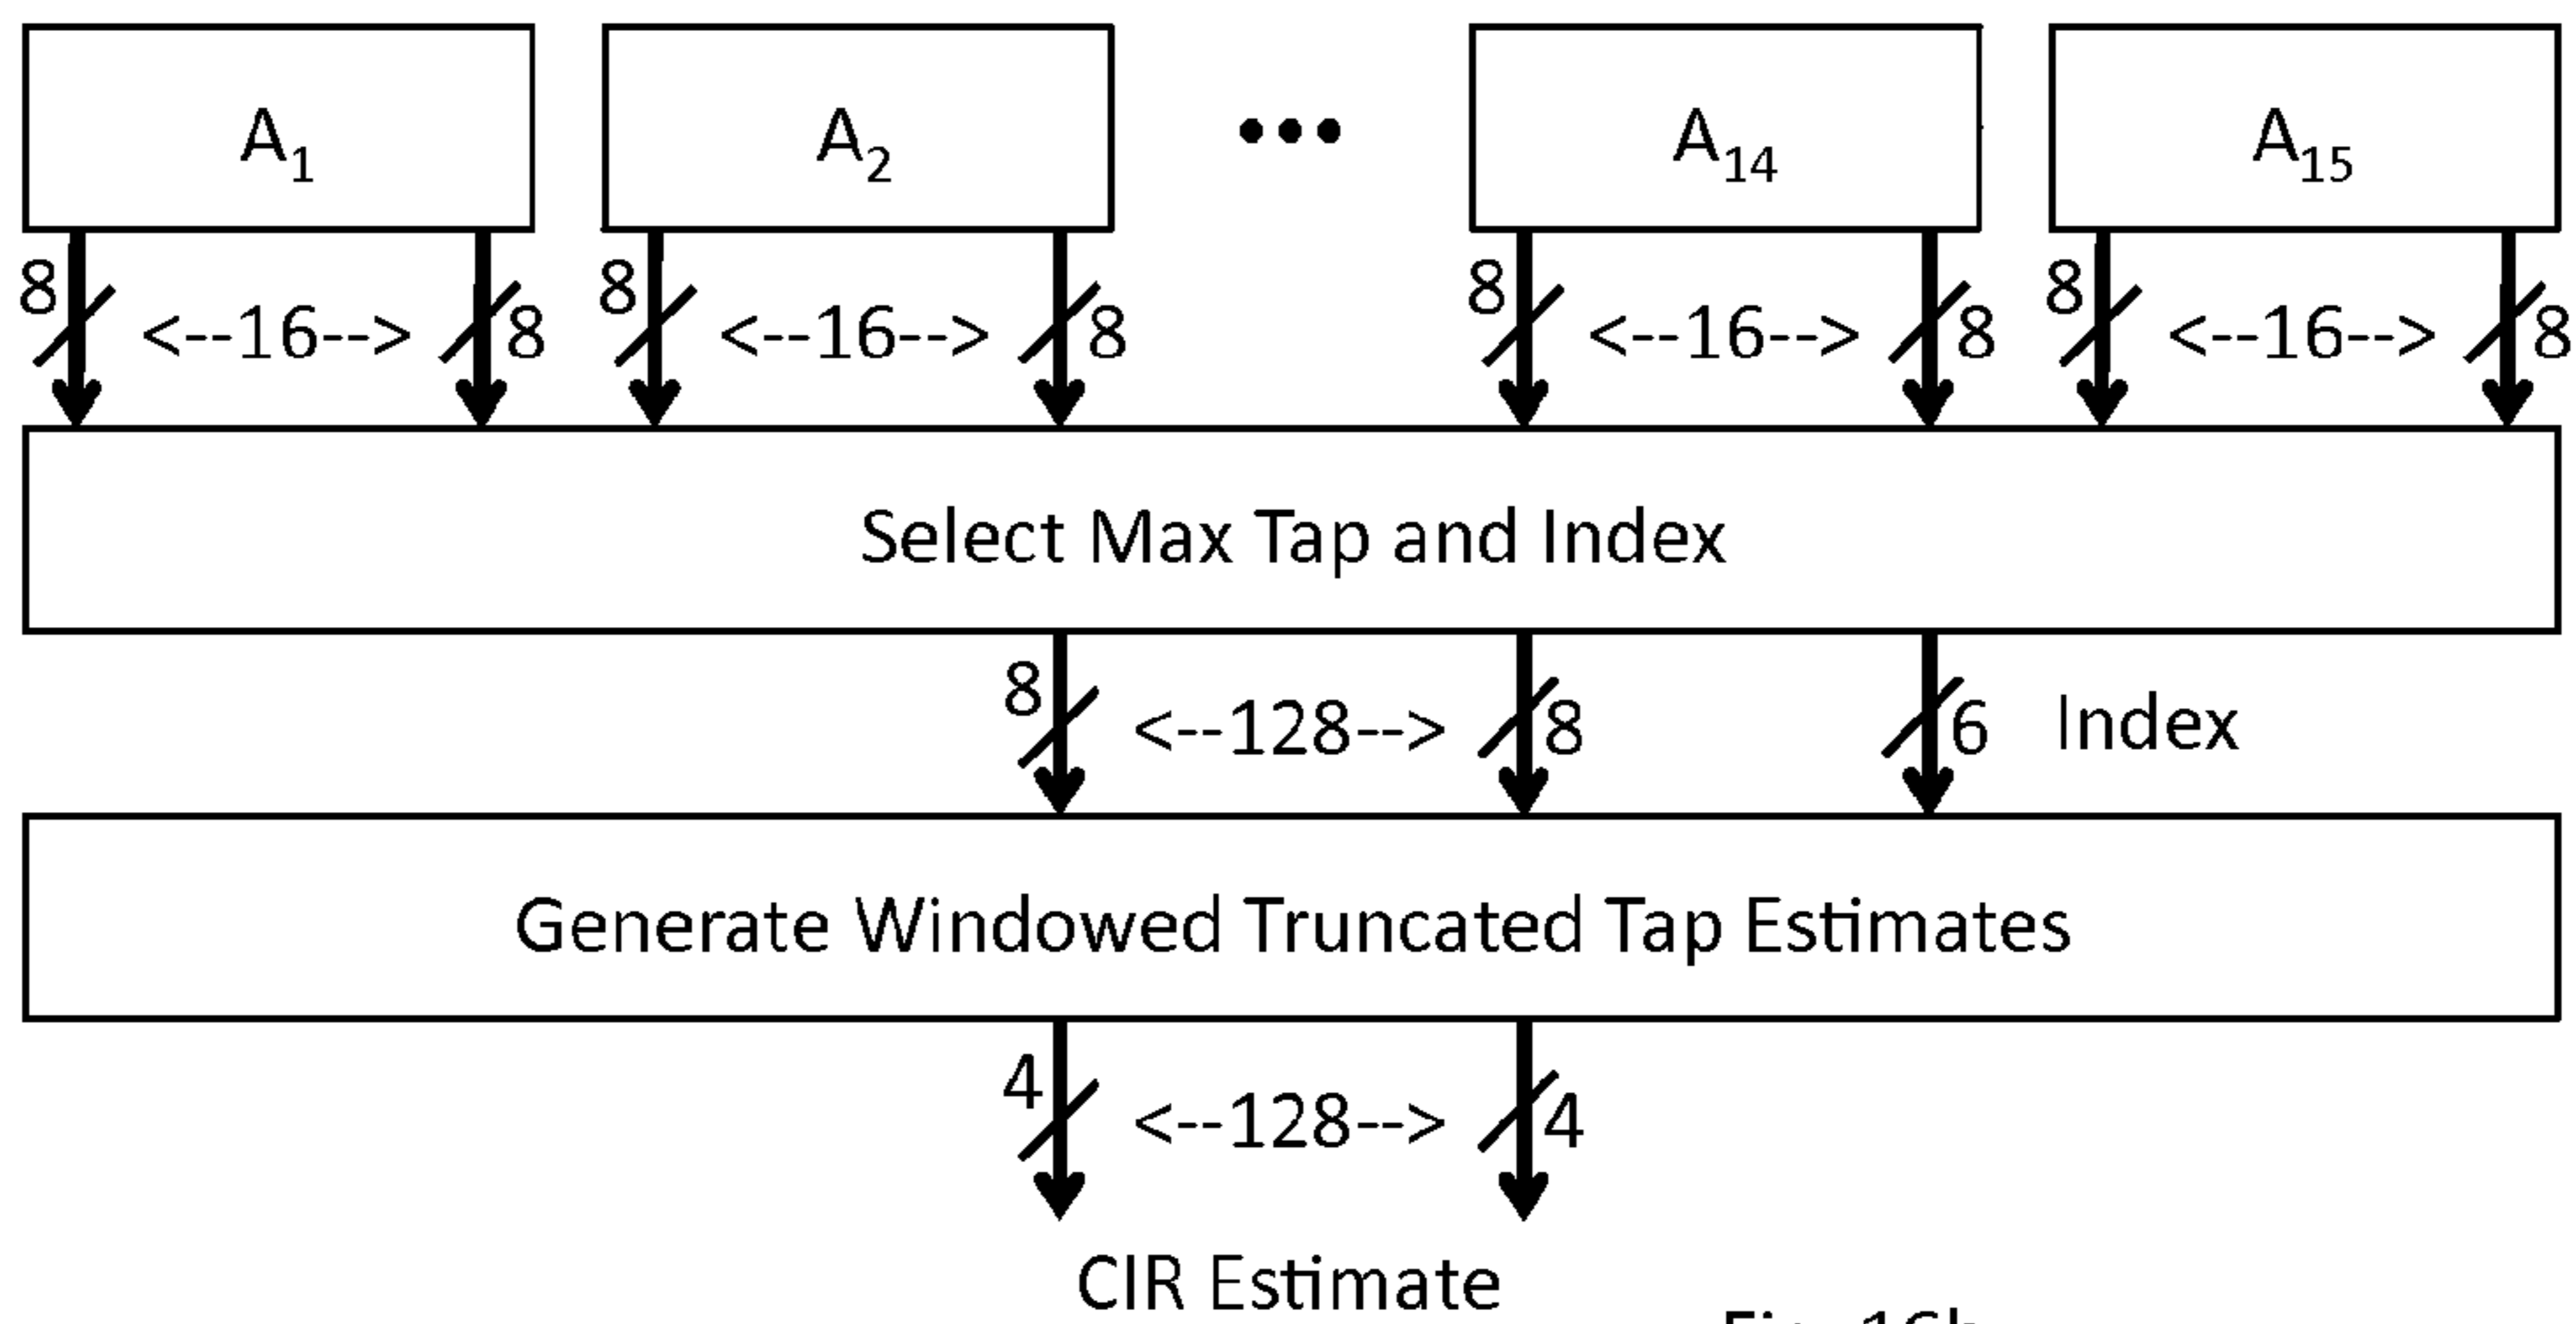 A1 A2 ••• A14 A15
8 <--16--> 8 8 <--16--> 8 8 <--16--> 8 8 <--16--> 8
Select Max Tap and Index
8 <--128--> 8 6 Index
Generate Windowed Truncated Tap Estimates
4 <--128--> 4
CIR Estimate